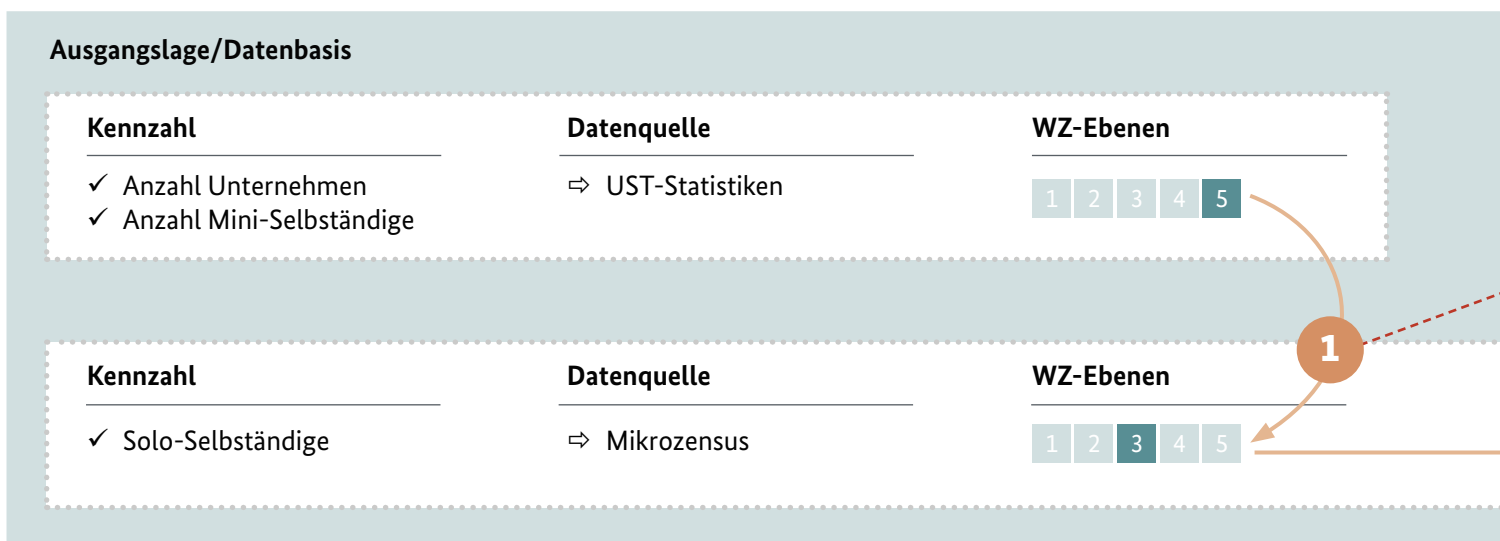 Ausgangslage/Datenbasis
Kennzahl Datenquelle WZ-Ebenen
✓ Anzahl Unternehmen ⇨ UST-Statistiken 1 2 3 4 5
✓ Anzahl Mini-Selbständige
1
Kennzahl Datenquelle WZ-Ebenen
✓ Solo-Selbständige ⇨ Mikrozensus 1 2 3 4 5